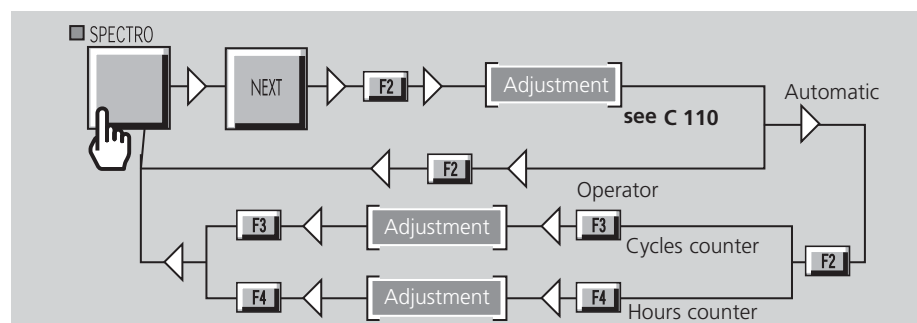 SPECTRO
NEXT
F2
Adjustment
see C 110
Automatic
F2
Operator
F3
Adjustment
F3
Cycles counter
F2
F4
Adjustment
F4
Hours counter